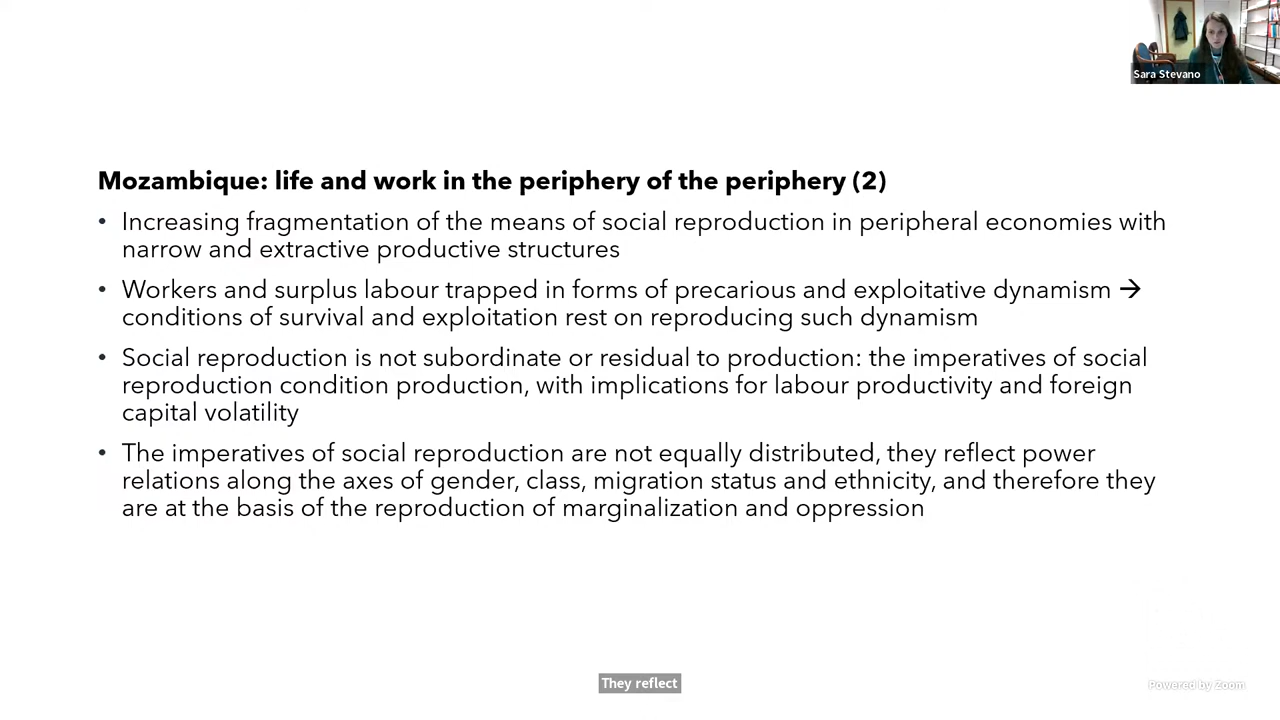 Sara Stevano
Mozambique: life and work in the periphery of the periphery (2)
• Increasing fragmentation of the means of social reproduction in peripheral economies with
narrow and extractive productive structures
• Workers and surplus labour trapped in forms of precarious and exploitative dynamism →
conditions of survival and exploitation rest on reproducing such dynamism
• Social reproduction is not subordinate or residual to production: the imperatives of social
reproduction condition production, with implications for labour productivity and foreign
capital volatility
• The imperatives of social reproduction are not equally distributed, they reflect power
relations along the axes of gender, class, migration status and ethnicity, and therefore they
are at the basis of the reproduction of marginalization and oppression
They reflect
Powered by Zoom